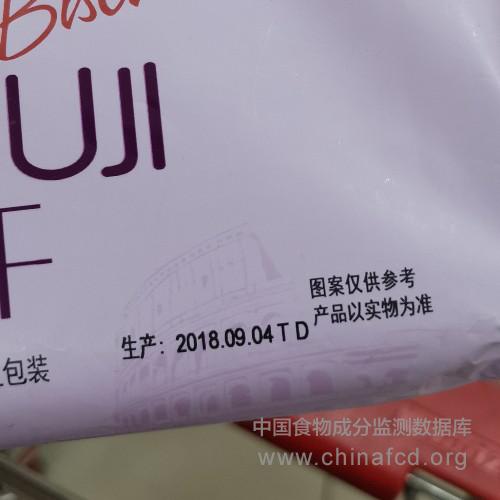 UJI
包装
生产: 2018.09.04 T D
图案仅供参考
产品以实物为准
中国食物成分监测数据库
www.chinafcd.org